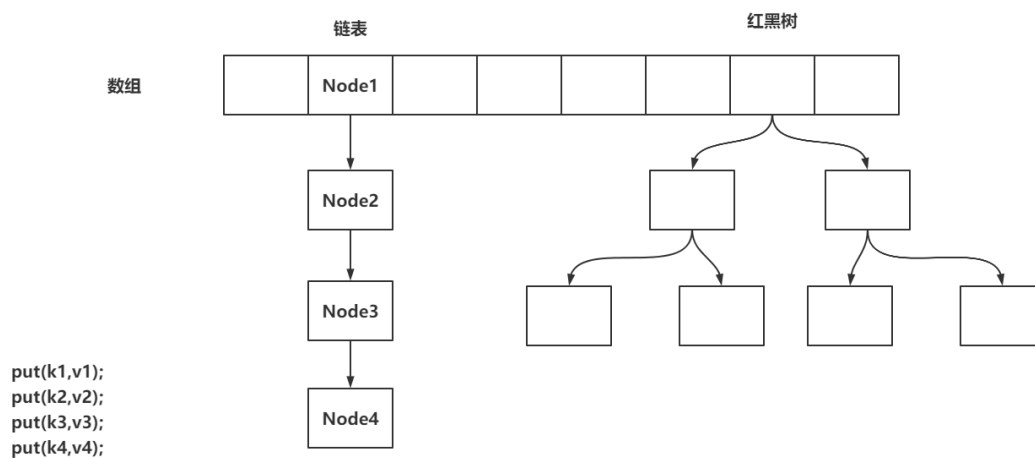 链表
红黑树
数组
Node1
Node2
Node3
Node4
put(k1,v1);
put(k2,v2);
put(k3,v3);
put(k4,v4);